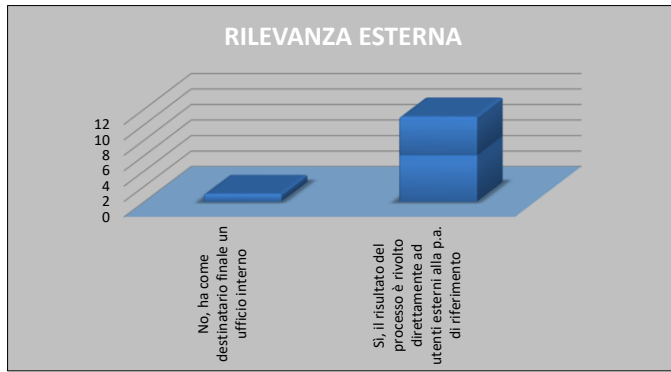 RILEVANZA ESTERNA
12
10
8
6
4
2
0
No, ha come
destinatario finale un
ufficio interno
Sì, il risultato del
processo è rivolto
direttamente ad
utenti esterni alla p.a.
di riferimento